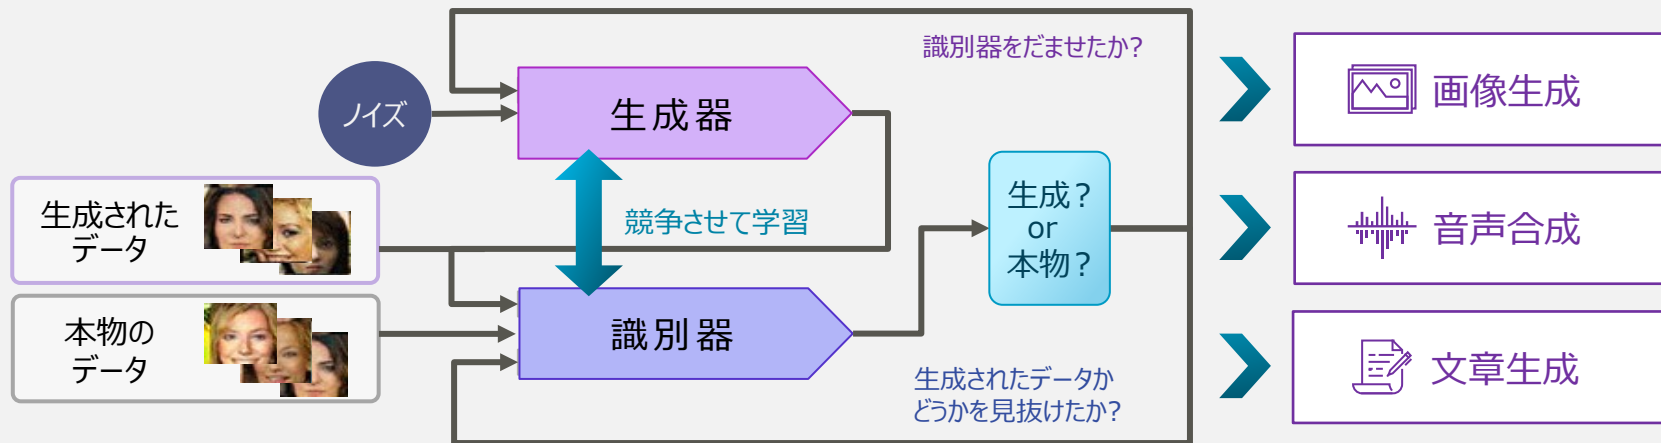 識別器をだませたか?
ノイズ
生成器
画像生成
生成された
データ
競争させて学習
生成?
or
本物?
音声合成
本物の
データ
識別器
生成されたデータか
どうかを見抜けたか?
文章生成